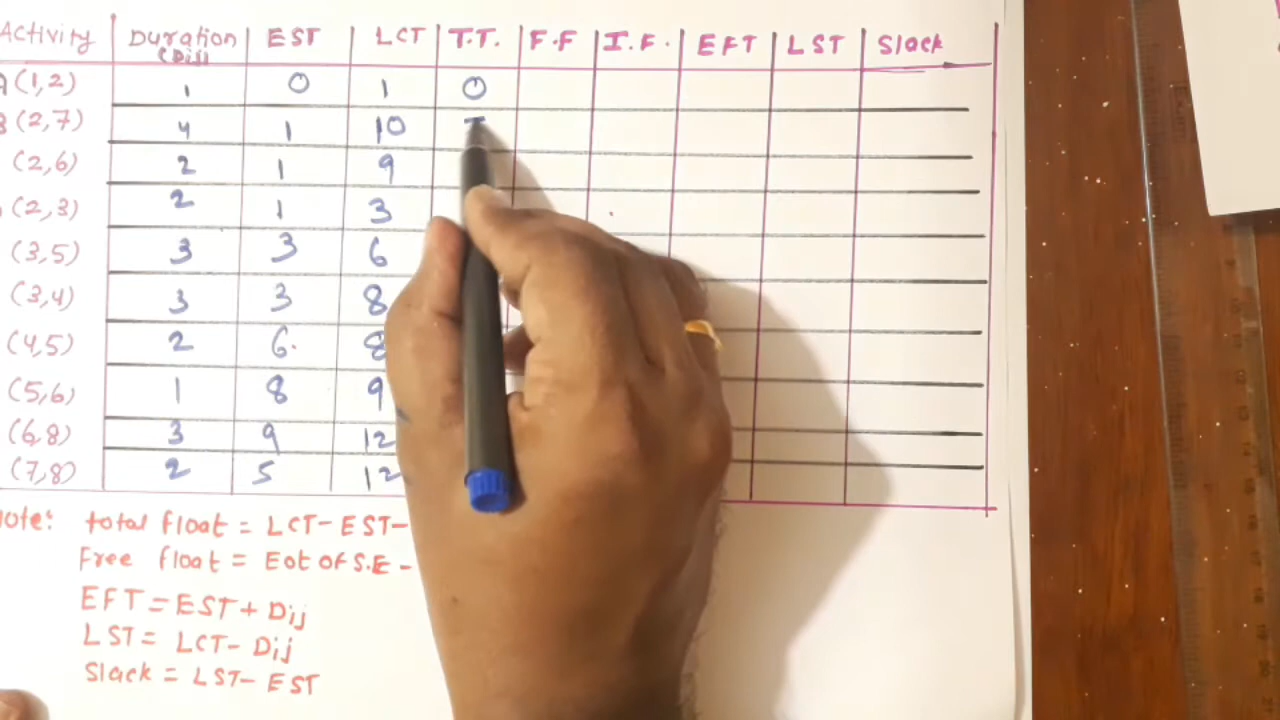 Activity Duration (Dij) EST LCT T.T. F.F I.F. EFT LST Slack
(1,2) 1 0 1 0
(2,7) 4 1 10
(2,6) 2 1 9
(2,3) 2 1 3
(3,5) 3 3 6
(3,4) 3 3 8
(4,5) 2 6. 8
(5,6) 1 8 9
(6,8) 3 9 12
(7,8) 2 5 12
total float = LCT- EST-
Free float = Eot of S.E -
EFT = EST + Dij
LST = LCT- Dij
Slack = LST- EST